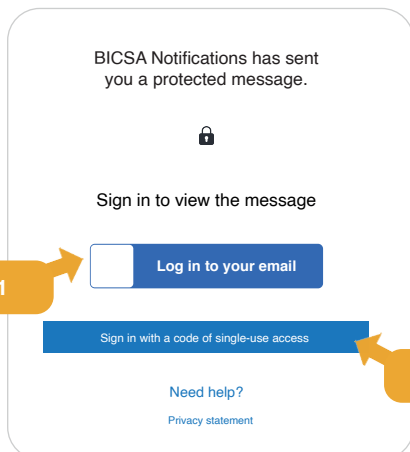 BICSA Notifications has sent
you a protected message.
Sign in to view the message
1
Log in to your email
Sign in with a code of single-use access
Need help?
Privacy statement